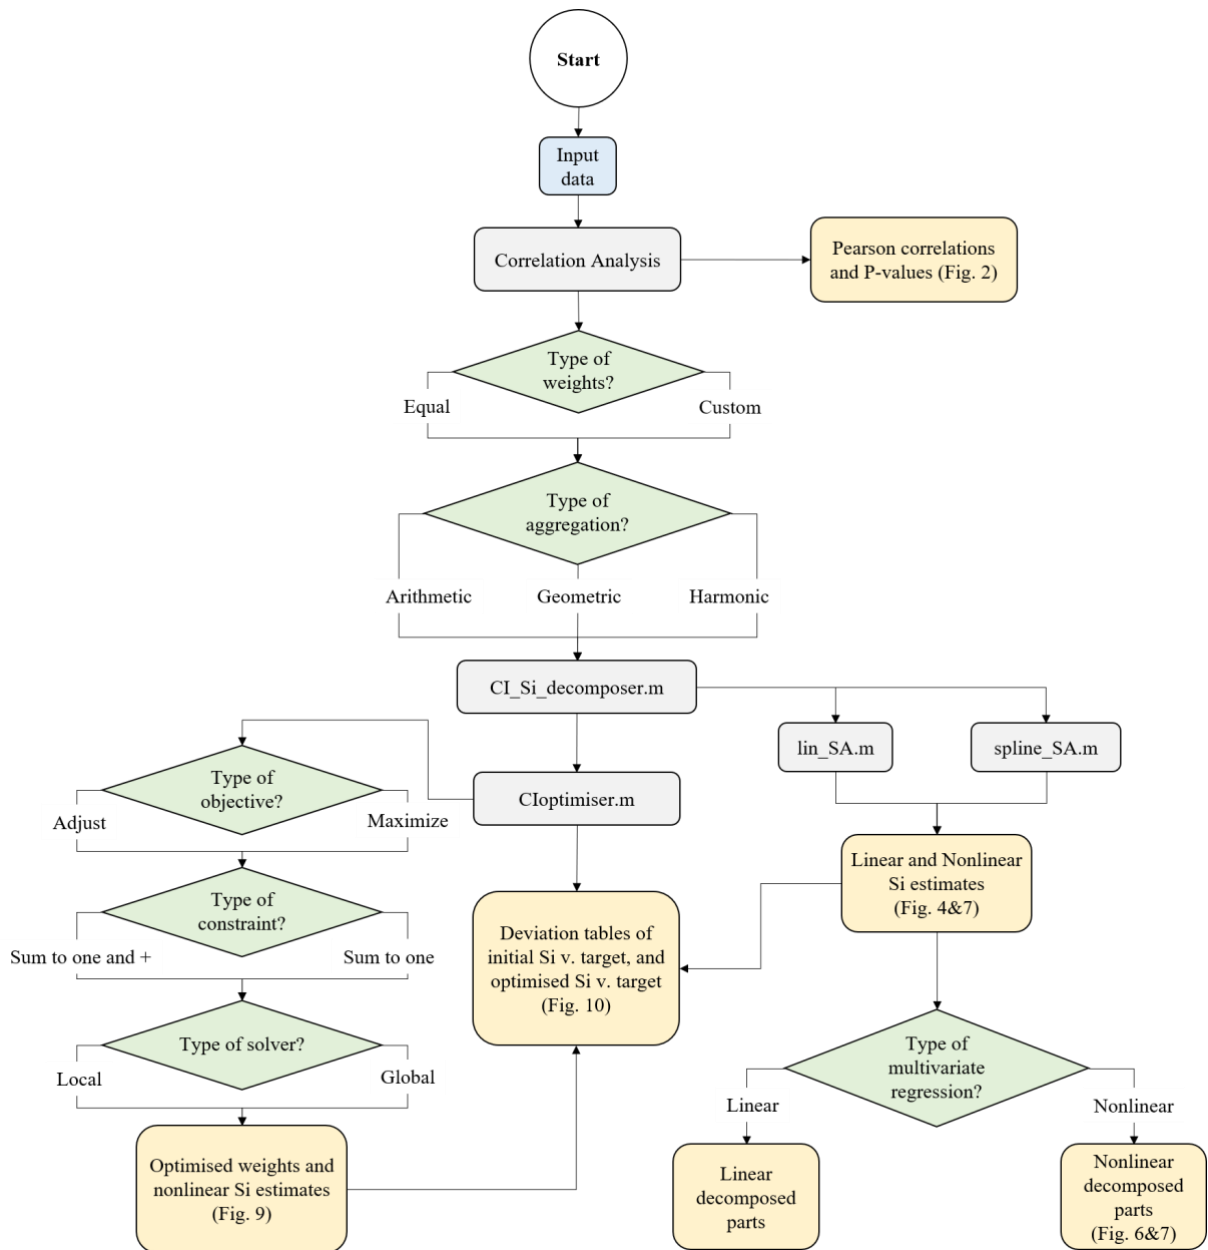 Start
Input
data
Correlation Analysis
Pearson correlations
and P-values (Fig. 2)
Type of
weights?
Equal
Custom
Type of
aggregation?
Arithmetic
Geometric
Harmonic
CI_Si_decomposer.m
lin_SA.m
spline_SA.m
CIoptimiser.m
Type of
objective?
Adjust
Maximize
Type of
constraint?
Sum to one and +
Sum to one
Type of solver?
Local
Global
Optimised weights and
nonlinear Si estimates
(Fig. 9)
Deviation tables of
initial Si v. target, and
optimised Si v. target
(Fig. 10)
Linear and Nonlinear
Si estimates
(Fig. 4&7)
Type of
multivariate
regression?
Linear
Nonlinear
Linear
decomposed
parts
Nonlinear
decomposed
parts
(Fig. 6&7)